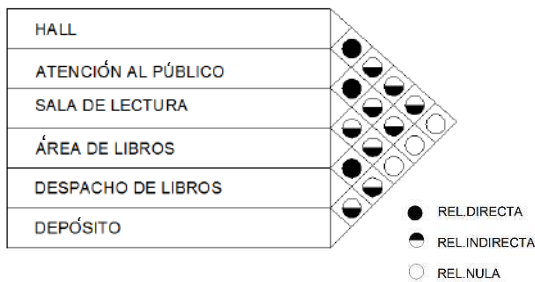 HALL
ATENCIÓN AL PÚBLICO
SALA DE LECTURA
ÁREA DE LIBROS
DESPACHO DE LIBROS
DEPÓSITO
REL.DIRECTA
REL.INDIRECTA
REL.NULA